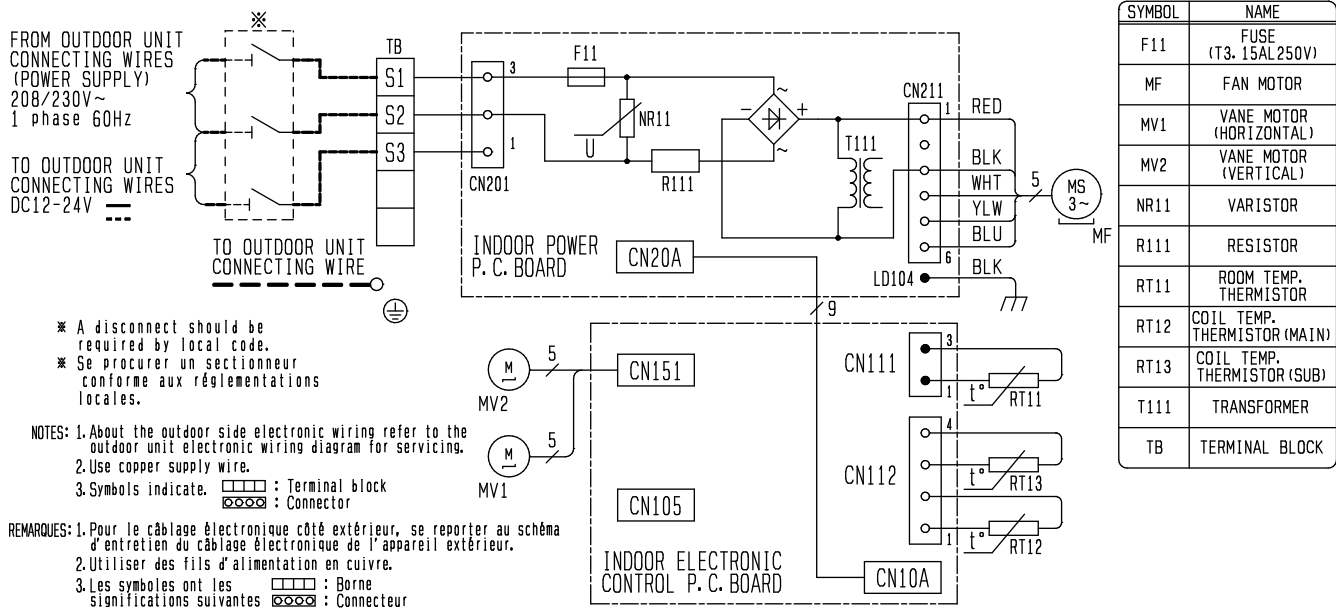 ※
FROM OUTDOOR UNIT
CONNECTING WIRES
(POWER SUPPLY)
208/230V~
1 phase 60Hz
TO OUTDOOR UNIT
CONNECTING WIRES
DC12-24V
TB
S1
S2
S3
TO OUTDOOR UNIT
CONNECTING WIRE
3
1
CN201
F11
NR11
U
R111
~
-
+
~
T111
CN211
1
6
RED
BLK
WHT
YLW
BLU
5
MS
3~
MF
LD104
BLK
INDOOR POWER
P.C.BOARD
CN20A
9
※ A disconnect should be
required by local code.
※ Se procurer un sectionneur
conforme aux réglementations
locales.
M
5
MV2
M
5
MV1
CN151
CN105
CN111
3
1
t°
RT11
CN112
4
1
t°
RT13
t°
RT12
INDOOR ELECTRONIC
CONTROL P.C.BOARD
CN10A
NOTES: 1. About the outdoor side electronic wiring refer to the
outdoor unit electronic wiring diagram for servicing.
2. Use copper supply wire.
3. Symbols indicate. : Terminal block
: Connector
REMARQUES: 1. Pour le câblage électronique côté extérieur, se reporter au schéma
d'entretien du câblage électronique de l'appareil extérieur.
2. Utiliser des fils d'alimentation en cuivre.
3. Les symboles ont les : Borne
significations suivantes : Connecteur
SYMBOL NAME
F11 FUSE
(T3.15AL250V)
MF FAN MOTOR
MV1 VANE MOTOR
(HORIZONTAL)
MV2 VANE MOTOR
(VERTICAL)
NR11 VARISTOR
R111 RESISTOR
RT11 ROOM TEMP.
THERMISTOR
RT12 COIL TEMP.
THERMISTOR(MAIN)
RT13 COIL TEMP.
THERMISTOR(SUB)
T111 TRANSFORMER
TB TERMINAL BLOCK